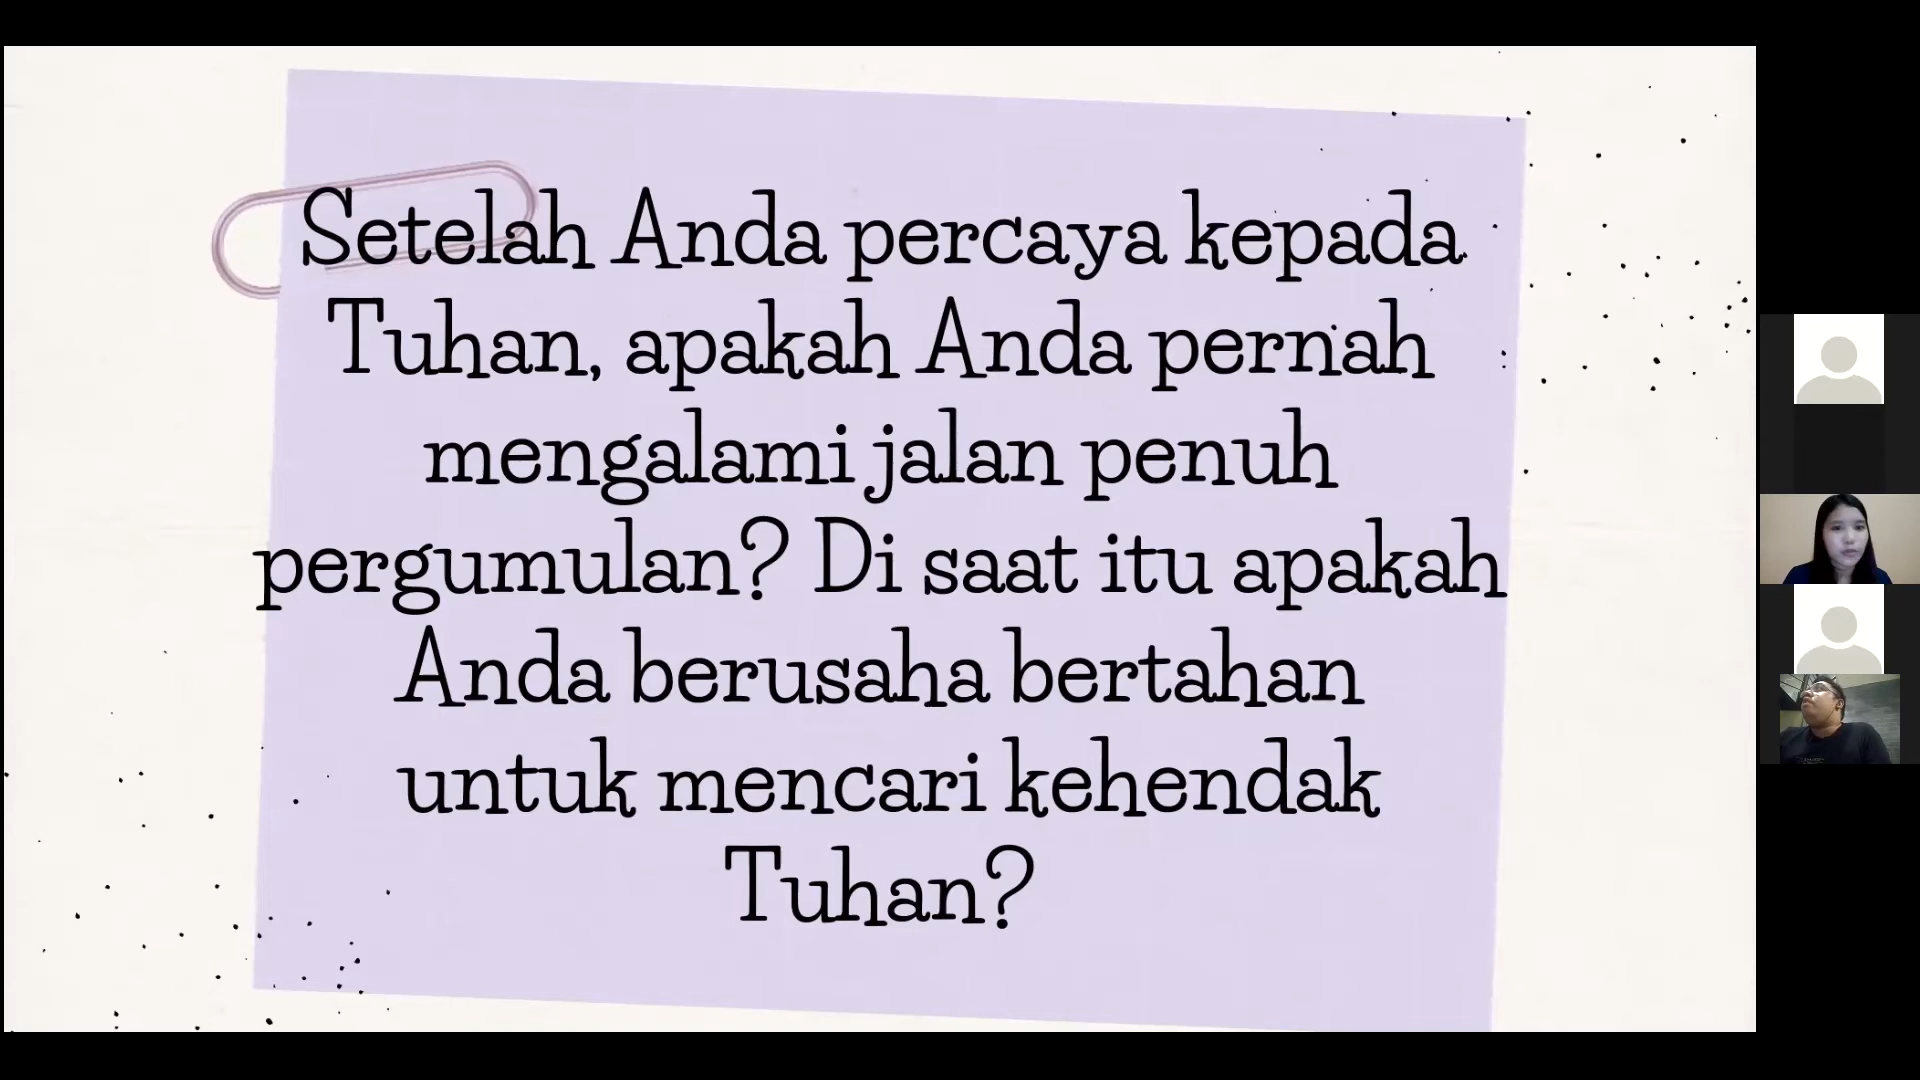 Setelah Anda percaya kepada
Tuhan, apakah Anda pernah
mengalami jalan penuh
pergumulan? Di saat itu apakah
Anda berusaha bertahan
untuk mencari kehendak
Tuhan?